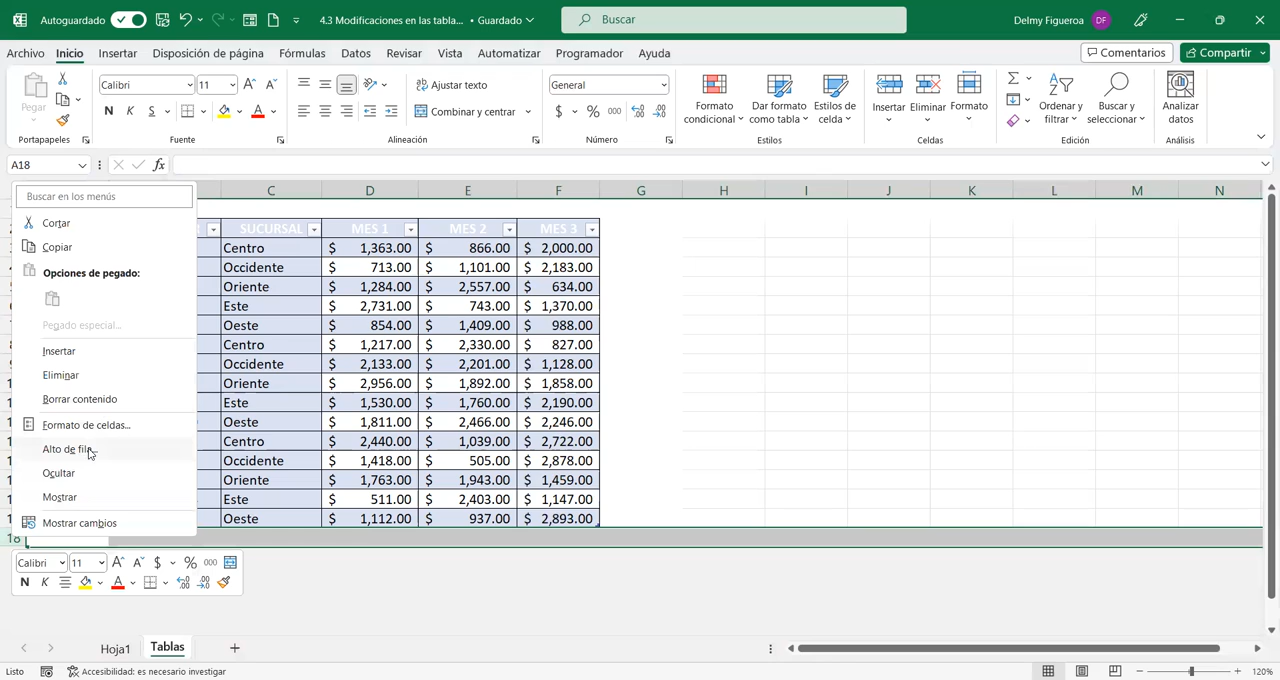 Autoguardado 4.3 Modificaciones en las tabla... • Guardado Buscar Delmy Figueroa DF
Archivo Inicio Insertar Disposición de página Fórmulas Datos Revisar Vista Automatizar Programador Ayuda Comentarios Compartir
Pegar Calibri 11 Ajustar texto General Formato condicional Dar formato como tabla Estilos de celda Insertar Eliminar Formato Ordenar y filtrar Buscar y seleccionar Analizar datos
N K S A Combinar y centrar $ % 000
Portapapeles Fuente Alineación Número Estilos Celdas Edición Análisis
A18 fx
C D E F G H I J K L M N
Buscar en los menús
Cortar
Copiar
Opciones de pegado:
Pegado especial...
Insertar
Eliminar
Borrar contenido
Formato de celdas...
Alto de fila...
Ocultar
Mostrar
Mostrar cambios
SUCURSAL MES 1 MES 2 MES 3
Centro $ 1,363.00 $ 866.00 $ 2,000.00
Occidente $ 713.00 $ 1,101.00 $ 2,183.00
Oriente $ 1,284.00 $ 2,557.00 $ 634.00
Este $ 2,731.00 $ 743.00 $ 1,370.00
Oeste $ 854.00 $ 1,409.00 $ 988.00
Centro $ 1,217.00 $ 2,330.00 $ 827.00
Occidente $ 2,133.00 $ 2,201.00 $ 1,128.00
Oriente $ 2,956.00 $ 1,892.00 $ 1,858.00
Este $ 1,530.00 $ 1,760.00 $ 2,190.00
Oeste $ 1,811.00 $ 2,466.00 $ 2,246.00
Centro $ 2,440.00 $ 1,039.00 $ 2,722.00
Occidente $ 1,418.00 $ 505.00 $ 2,878.00
Oriente $ 1,763.00 $ 1,943.00 $ 1,459.00
Este $ 511.00 $ 2,403.00 $ 1,147.00
Oeste $ 1,112.00 $ 937.00 $ 2,893.00
18
Calibri 11 A A $ % 000
N K A
Hoja1 Tablas
Listo Accesibilidad: es necesario investigar 120%